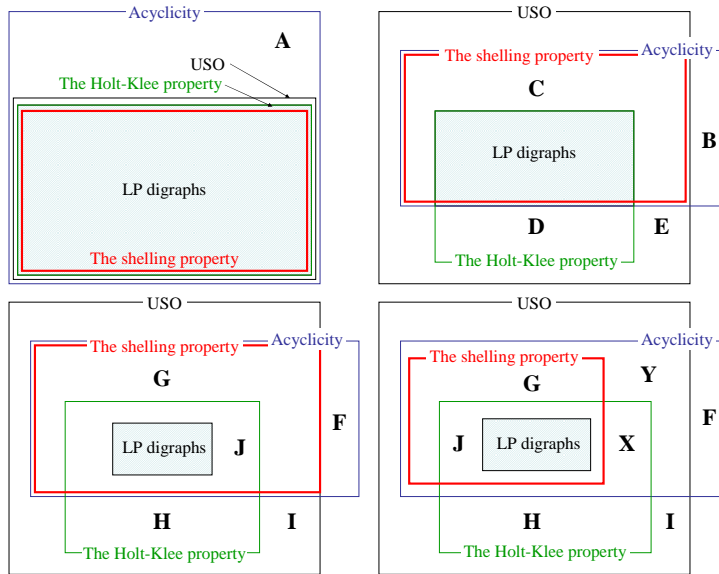 Acyclicity
A
USO
The Holt-Klee property
LP digraphs
The shelling property
USO
Acyclicity
The shelling property
C
B
LP digraphs
D
E
The Holt-Klee property
USO
Acyclicity
The shelling property
G
F
LP digraphs
J
H
I
The Holt-Klee property
USO
Acyclicity
The shelling property
Y
G
F
J
LP digraphs
X
H
I
The Holt-Klee property